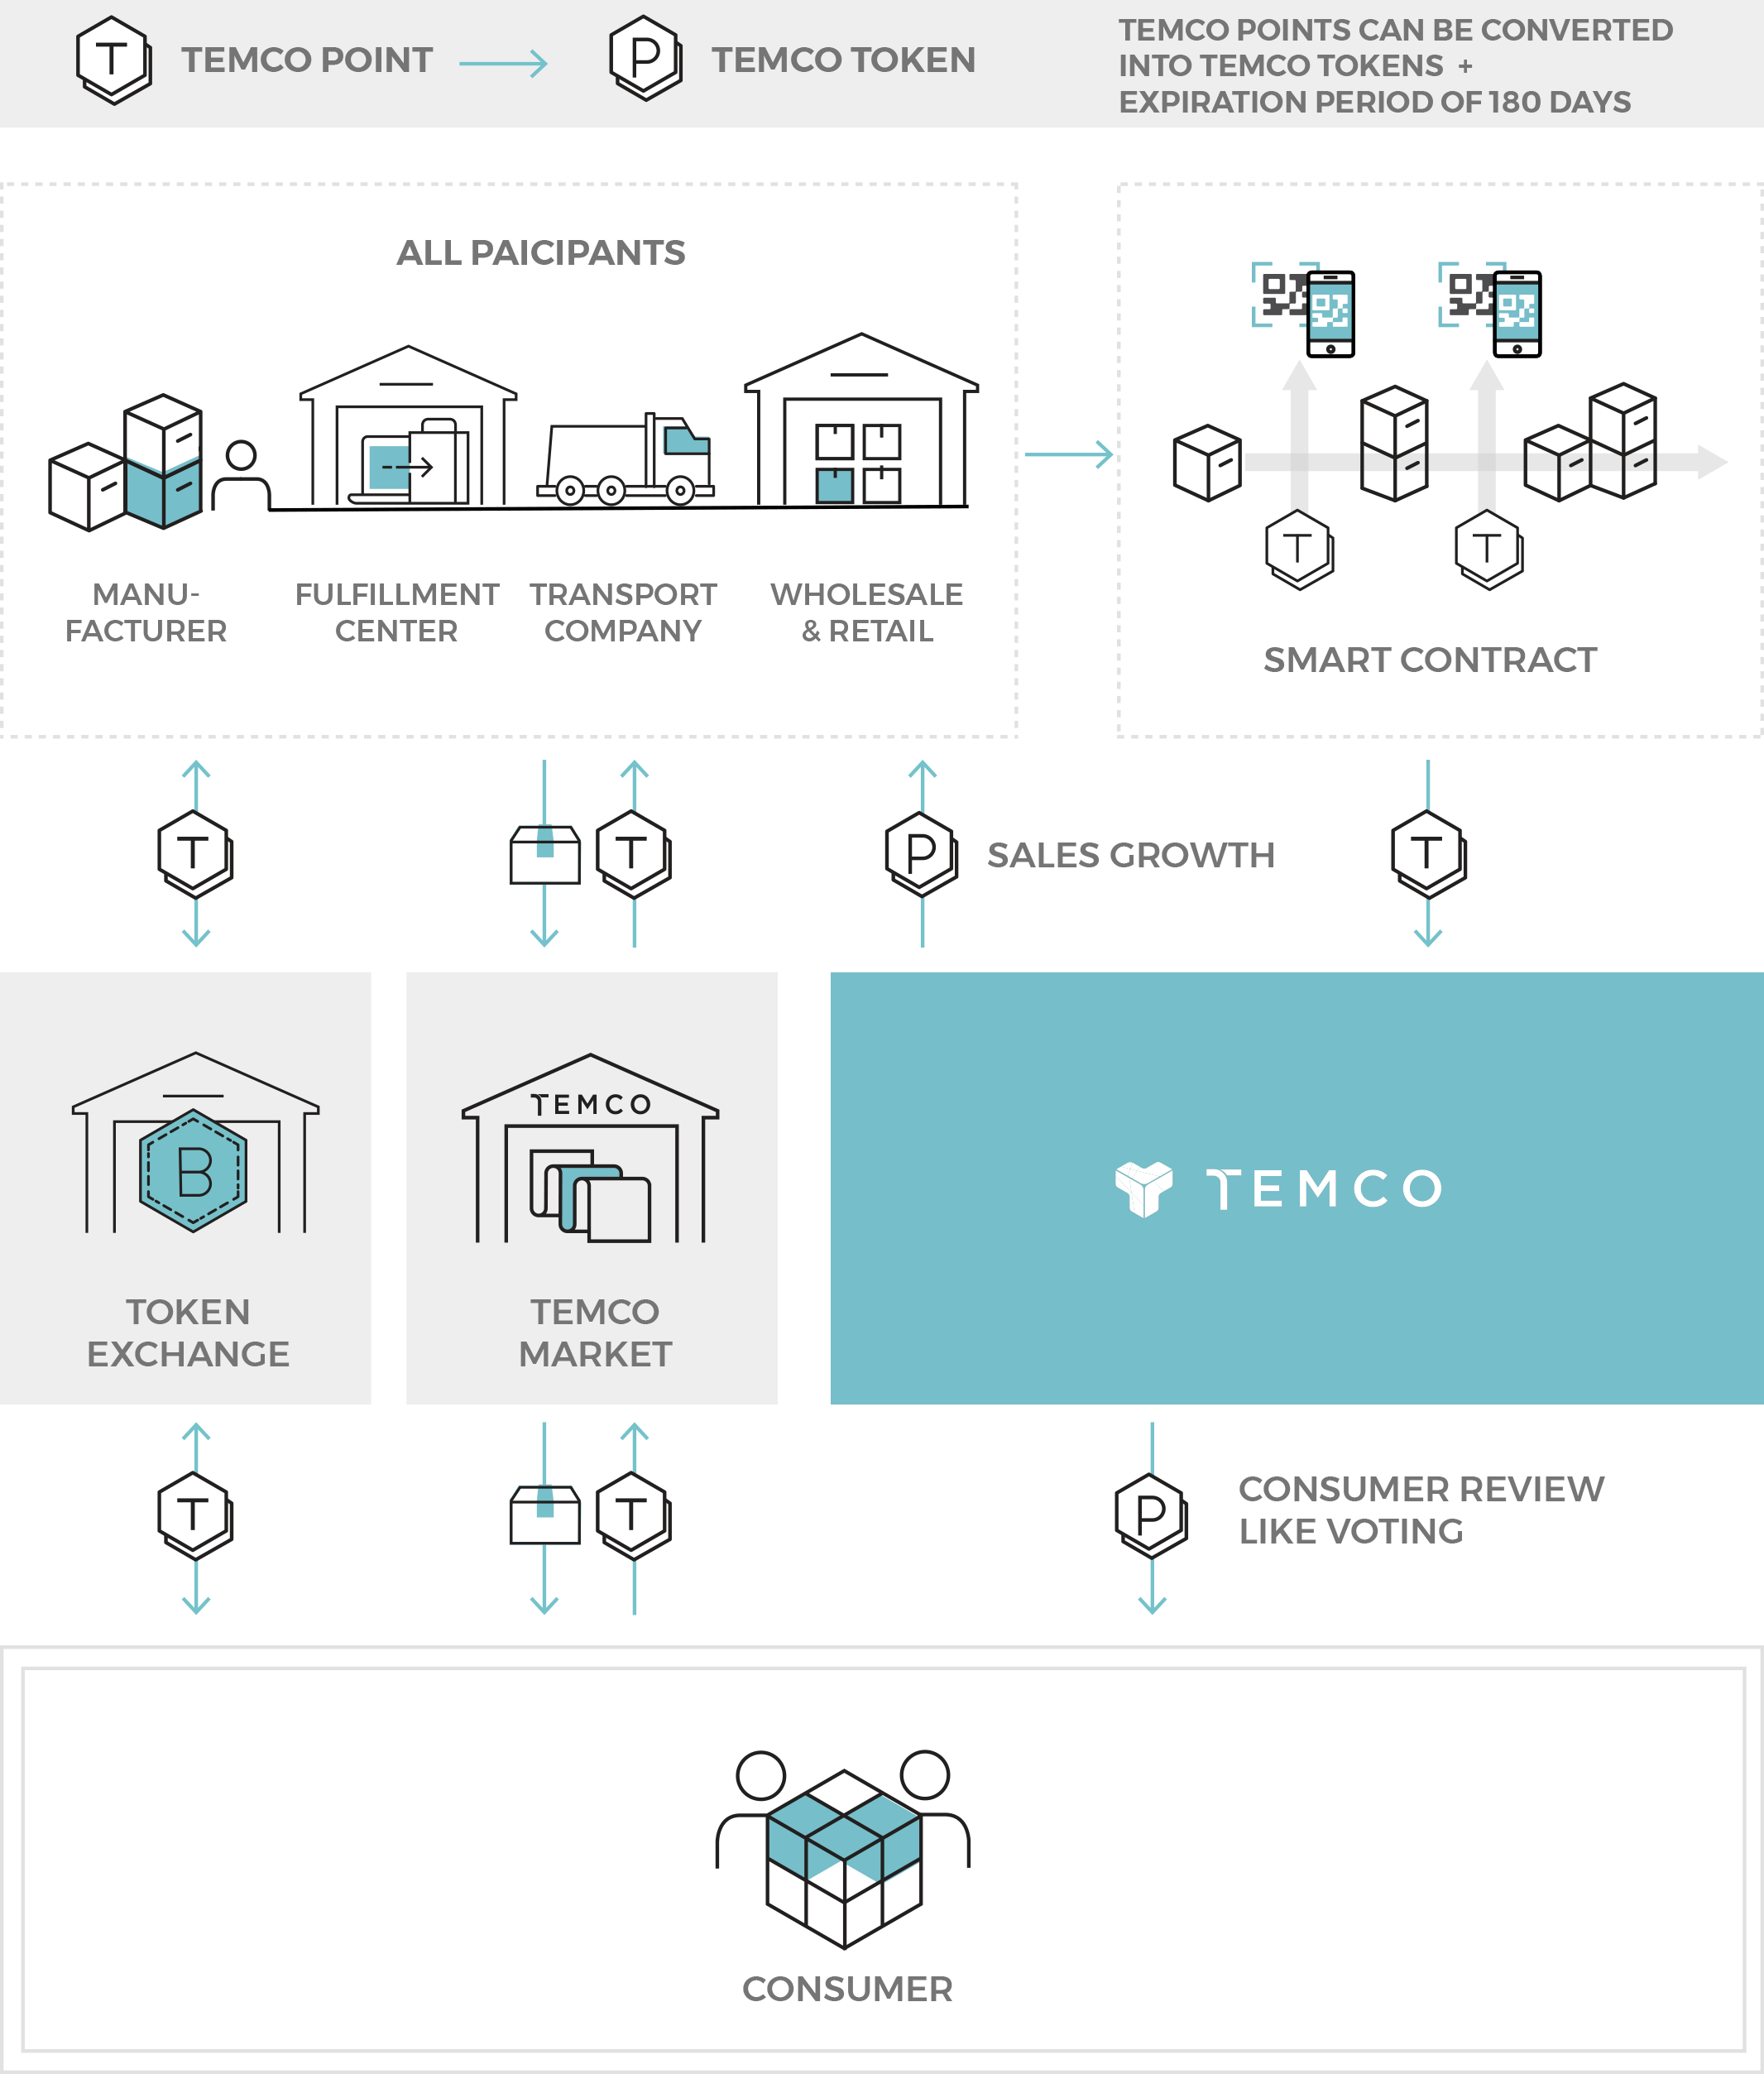 T TEMCO POINT P TEMCO TOKEN
TEMCO POINTS CAN BE CONVERTED
INTO TEMCO TOKENS +
EXPIRATION PERIOD OF 180 DAYS
ALL PAICIPANTS
MANU-
FACTURER
FULFILLMENT
CENTER
TRANSPORT
COMPANY
WHOLESALE
& RETAIL
T T
SMART CONTRACT
T T P SALES GROWTH T
B
TOKEN
EXCHANGE
TEMCO
TEMCO
MARKET
TEMCO
T T P
CONSUMER REVIEW
LIKE VOTING
CONSUMER